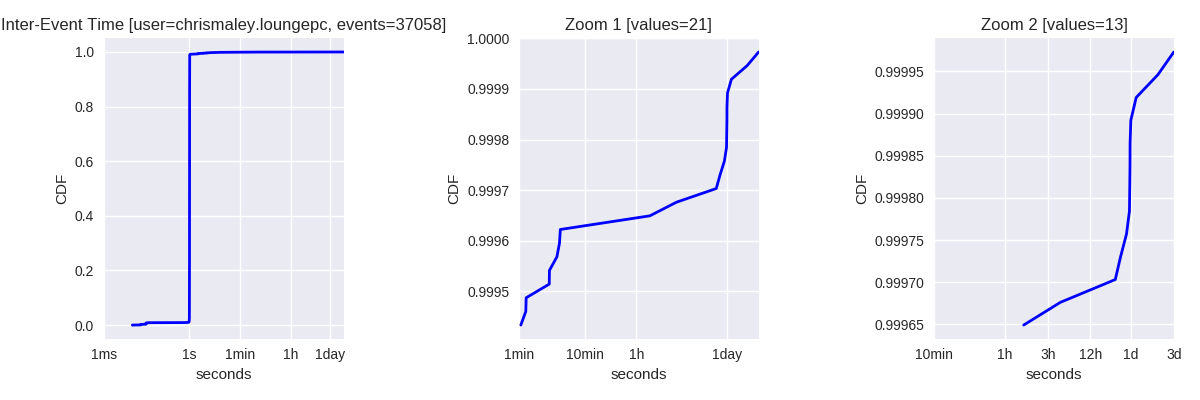 Inter-Event Time [user=chrismaley.loungepc, events=37058]
CDF
1.0
0.8
0.6
0.4
0.2
0.0
1ms 1s 1min 1h 1day
seconds
Zoom 1 [values=21]
CDF
1.0000
0.9999
0.9998
0.9997
0.9996
0.9995
1min 10min 1h 1day
seconds
Zoom 2 [values=13]
CDF
0.99995
0.99990
0.99985
0.99980
0.99975
0.99970
0.99965
10min 1h 3h 12h 1d 3d
seconds